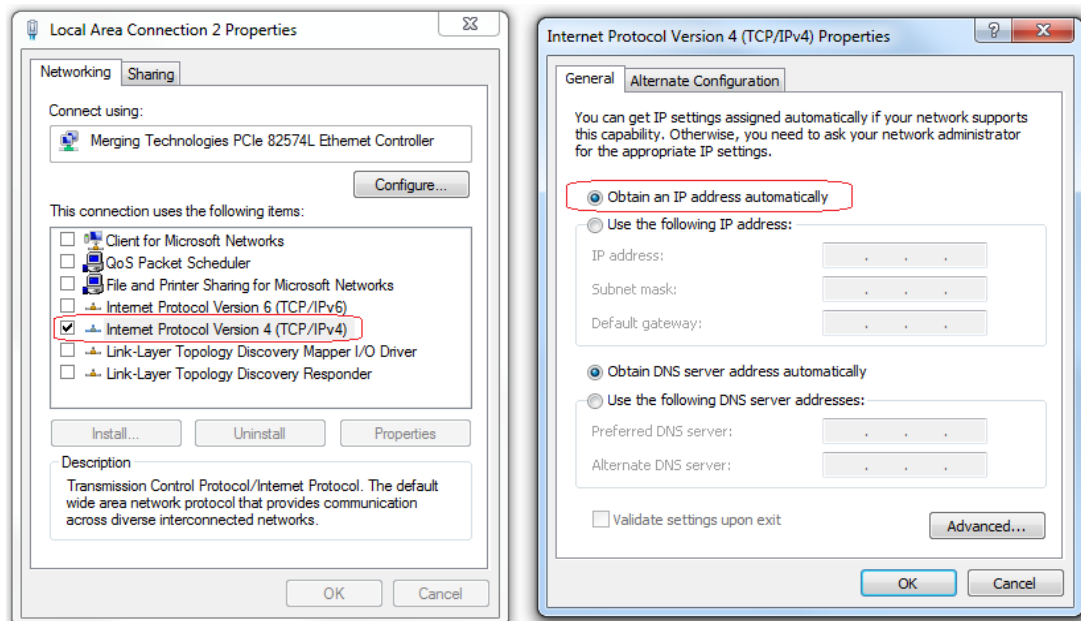 Local Area Connection 2 Properties
Networking
Sharing
Connect using:
Merging Technologies PCIe 82574L Ethernet Controller
Configure...
This connection uses the following items:
Client for Microsoft Networks
QoS Packet Scheduler
File and Printer Sharing for Microsoft Networks
Internet Protocol Version 6 (TCP/IPv6)
Internet Protocol Version 4 (TCP/IPv4)
Link-Layer Topology Discovery Mapper I/O Driver
Link-Layer Topology Discovery Responder
Install...
Uninstall
Properties
Description
Transmission Control Protocol/Internet Protocol. The default
wide area network protocol that provides communication
across diverse interconnected networks.
OK
Cancel
Internet Protocol Version 4 (TCP/IPv4) Properties
?
General
Alternate Configuration
You can get IP settings assigned automatically if your network supports
this capability. Otherwise, you need to ask your network administrator
for the appropriate IP settings.
Obtain an IP address automatically
Use the following IP address:
IP address:
. . .
Subnet mask:
. . .
Default gateway:
. . .
Obtain DNS server address automatically
Use the following DNS server addresses:
Preferred DNS server:
. . .
Alternate DNS server:
. . .
Validate settings upon exit
Advanced...
OK
Cancel